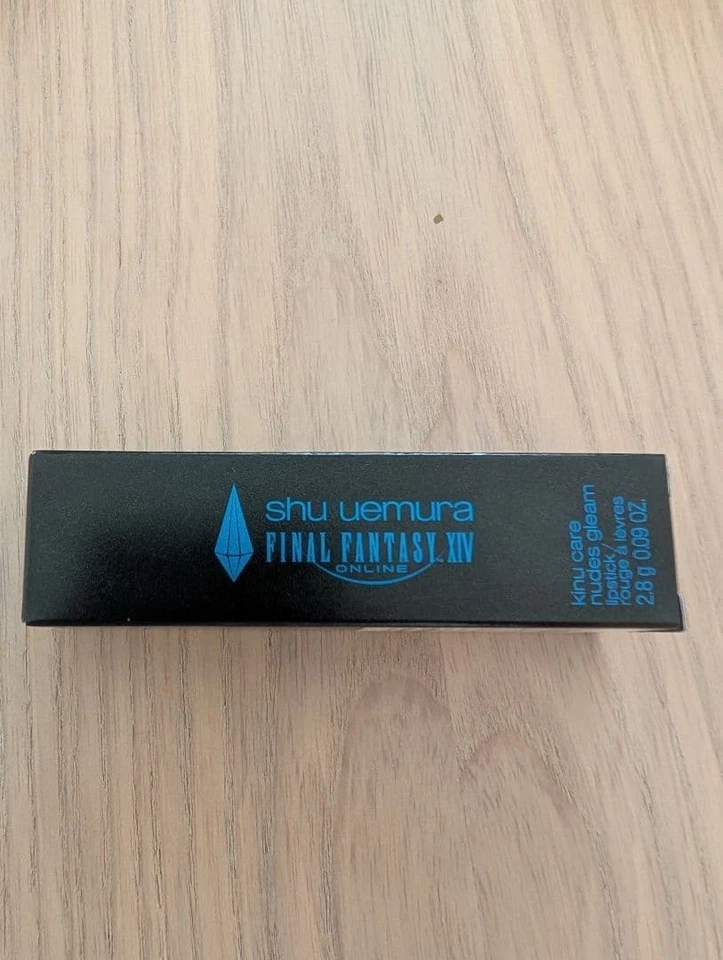 shu uemura
FINAL FANTASY XIV
ONLINE
kinu care
nudes gleam
lipstick/
rouge à lèvres
2.8 g 0.09 OZ.